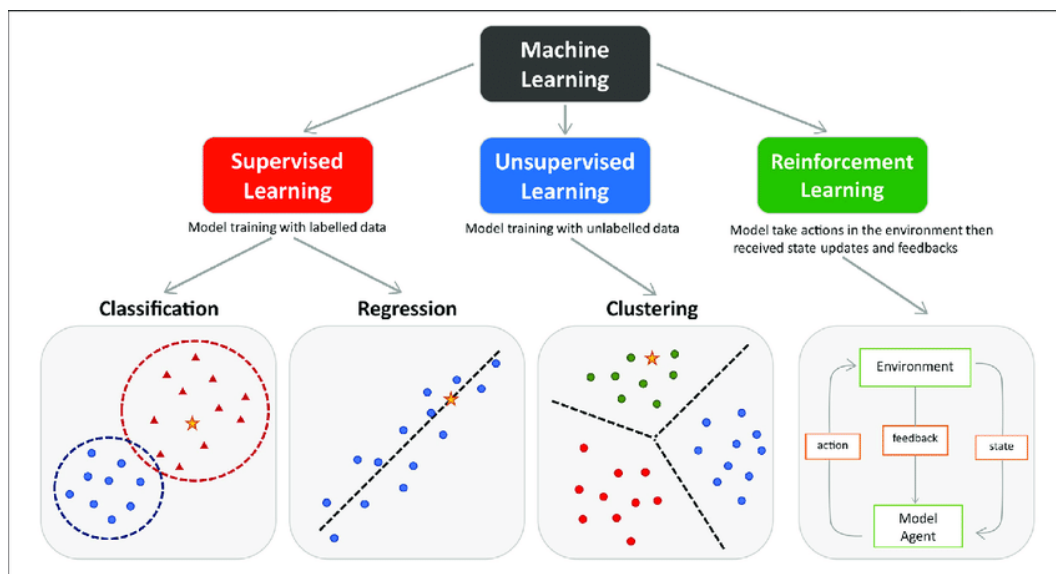 Machine
Learning
Supervised
Learning
Unsupervised
Learning
Reinforcement
Learning
Model training with labelled data
Model training with unlabelled data
Model take actions in the environment then
received state updates and feedbacks
Classification
Regression
Clustering
Environment
action
feedback
state
Model
Agent